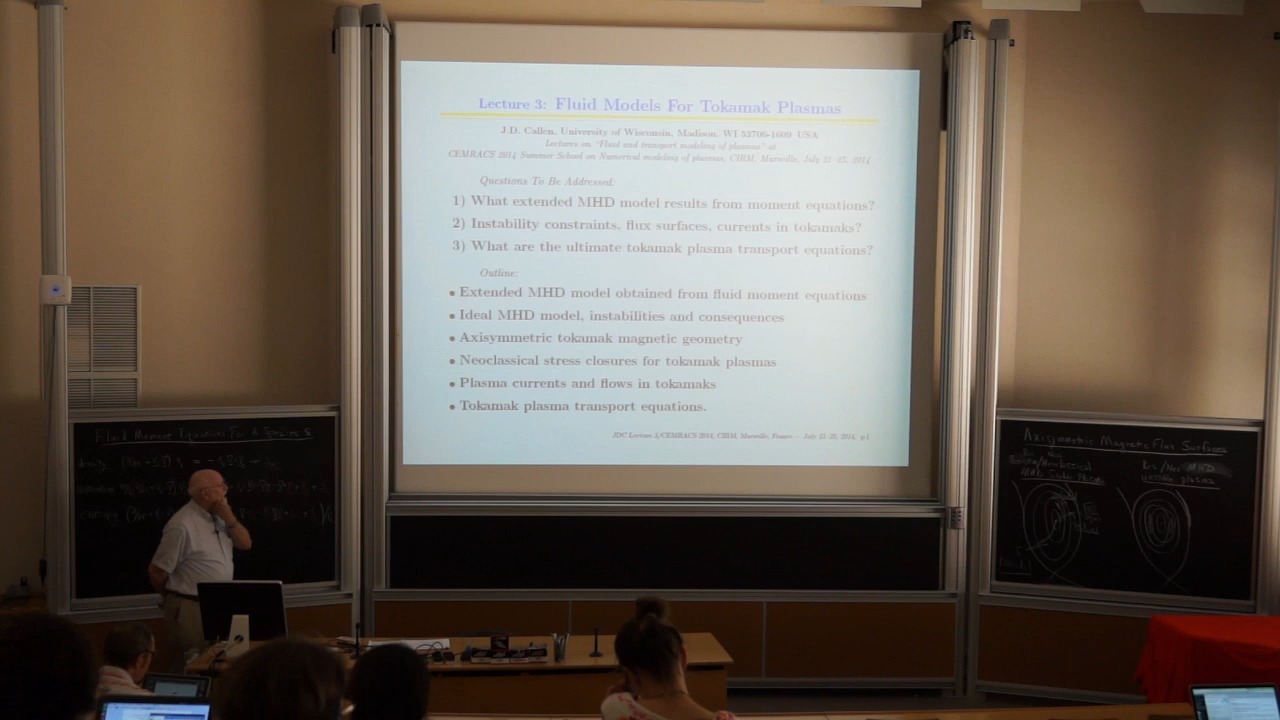 Lecture 3: Fluid Models For Tokamak Plasmas
J.D. Callen, University of Wisconsin, Madison, WI 53706-1609 USA
Lectures on "Fluid and transport modeling of plasmas" at
CEMRACS 2014 Summer School on Numerical modeling of plasmas, CIRM, Marseille, July 21-25, 2014
Questions To Be Addressed:
1) What extended MHD model results from moment equations?
2) Instability constraints, flux surfaces, currents in tokamaks?
3) What are the ultimate tokamak plasma transport equations?
Outline:
• Extended MHD model obtained from fluid moment equations
• Ideal MHD model, instabilities and consequences
• Axisymmetric tokamak magnetic geometry
• Neoclassical stress closures for tokamak plasmas
• Plasma currents and flows in tokamaks
• Tokamak plasma transport equations.
JDC Lecture 3/CEMRACS 2014, CIRM, Marseille, France — July 21-25, 2014, p1
Fluid Moment Equations For A Species s
Axisymmetric Magnetic Flux Surfaces
MHD
unstable plasmas